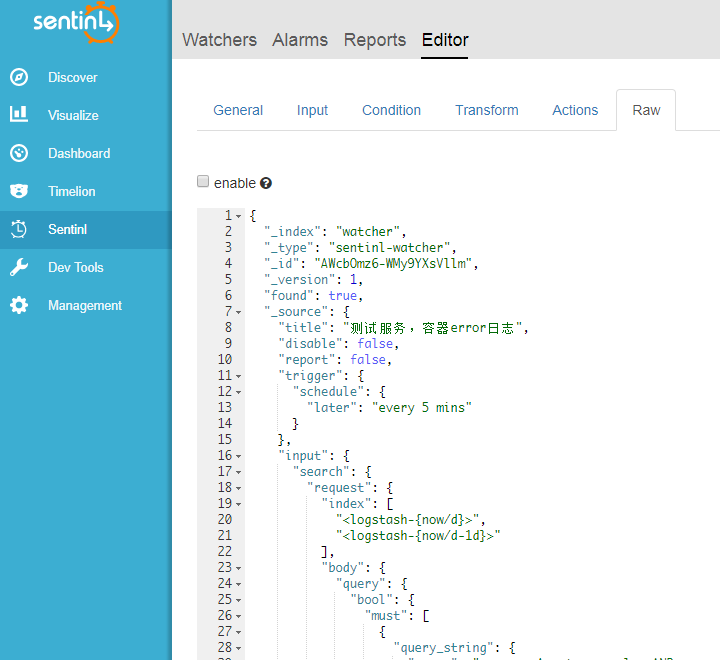 sentinl
Watchers Alarms Reports Editor
Discover
Visualize
Dashboard
Timelion
Sentinl
Dev Tools
Management
General Input Condition Transform Actions Raw
enable
1 {
2 "_index": "watcher",
3 "_type": "sentinl-watcher",
4 "_id": "AWcbOmz6-WMy9YXsVllm",
5 "_version": 1,
6 "found": true,
7 "_source": {
8 "title": "测试服务，容器error日志",
9 "disable": false,
10 "report": false,
11 "trigger": {
12 "schedule": {
13 "later": "every 5 mins"
14 }
15 },
16 "input": {
17 "search": {
18 "request": {
19 "index": [
20 "<logstash-{now/d}>",
21 "<logstash-{now/d-1d}>"
22 ],
23 "body": {
24 "query": {
25 "bool": {
26 "must": [
27 {
28 "query_string": {